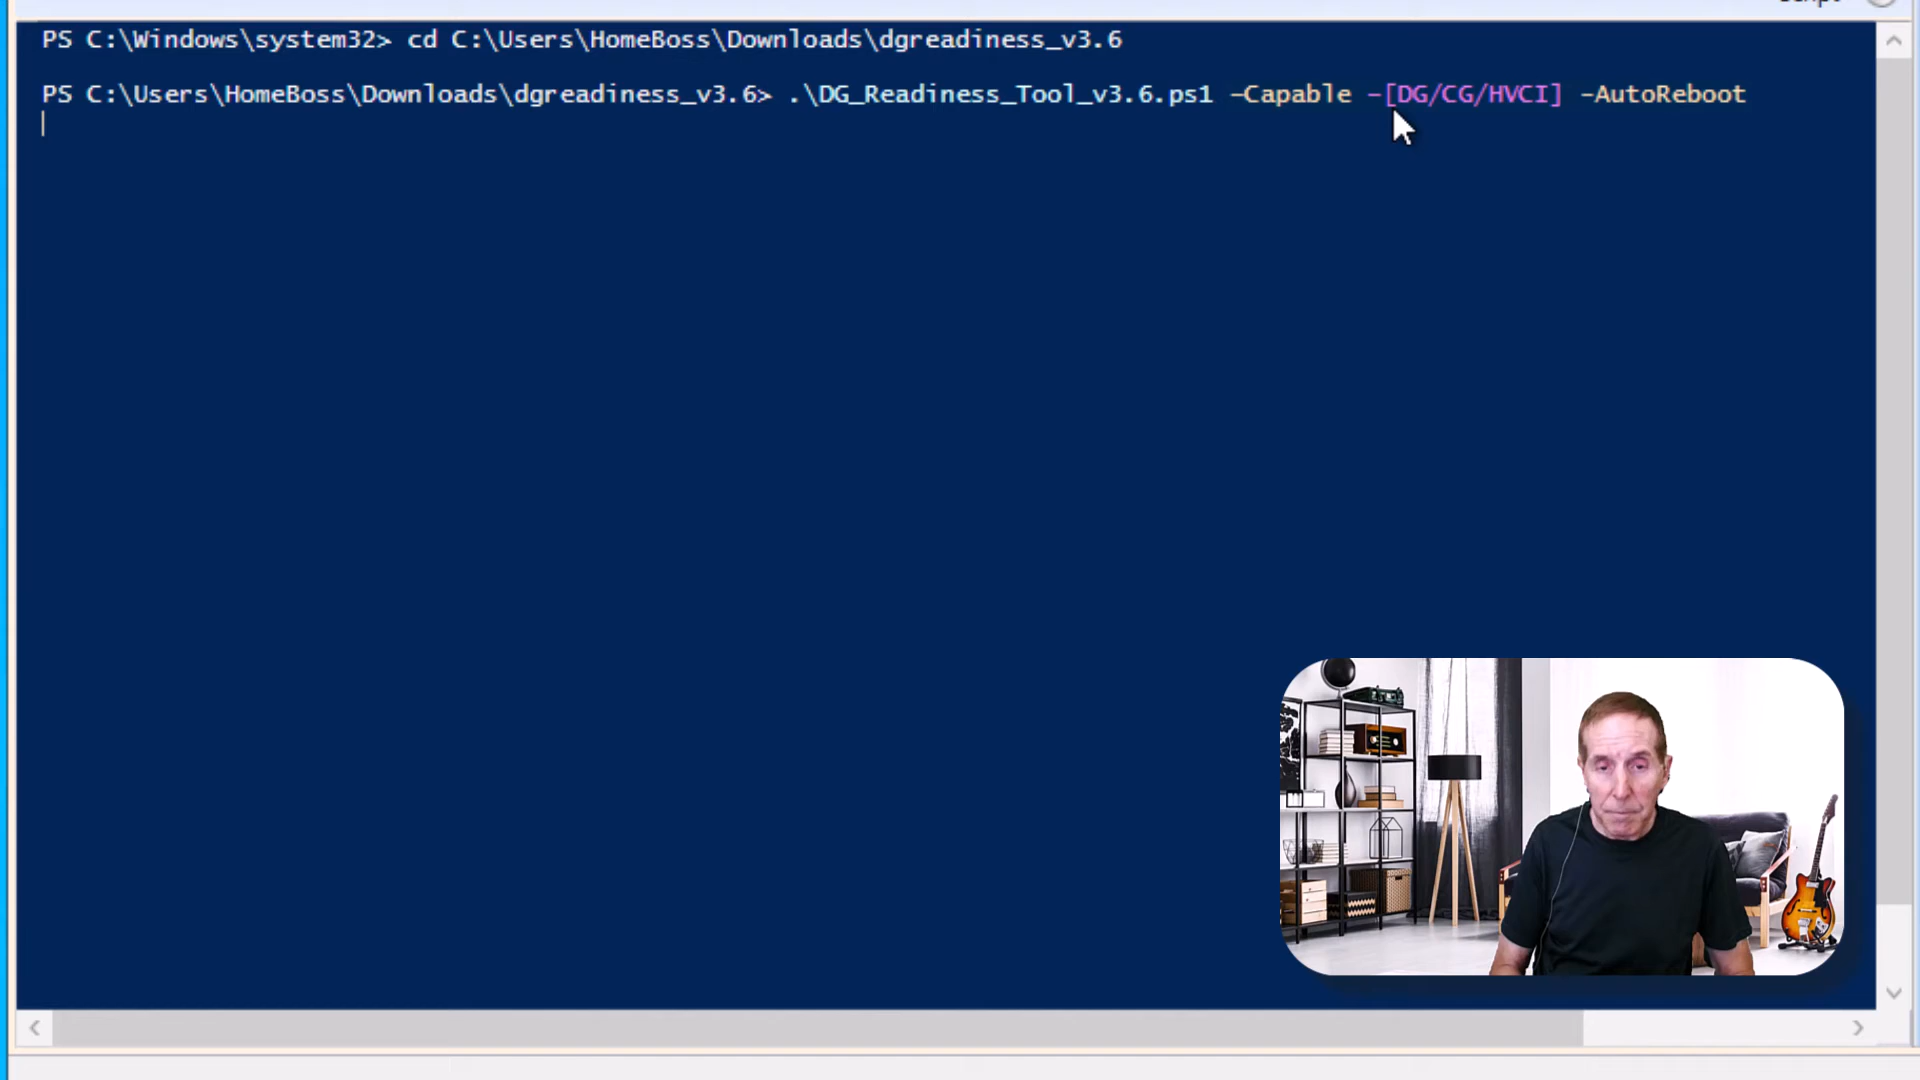 PS C:\Windows\system32> cd C:\Users\HomeBoss\Downloads\dgreadiness_v3.6
PS C:\Users\HomeBoss\Downloads\dgreadiness_v3.6> .\DG_Readiness_Tool_v3.6.ps1 -Capable -[DG/CG/HVCI] -AutoReboot